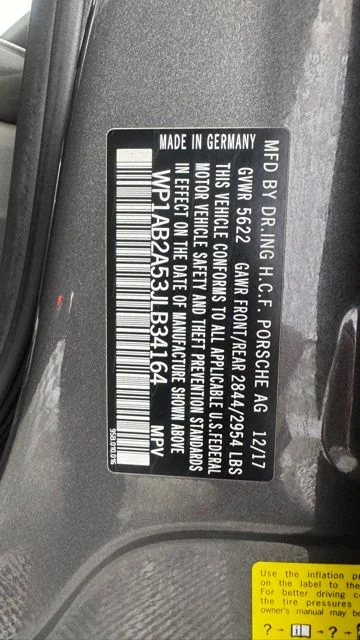 MFD BY DR.ING H.C.F. PORSCHE AG 12/17
GVWR 5622 GAWR FRONT/REAR 2844/2954 LBS
THIS VEHICLE CONFORMS TO ALL APPLICABLE U.S.FEDERAL
MOTOR VEHICLE SAFETY AND THEFT PREVENTION STANDARDS
IN EFFECT ON THE DATE OF MANUFACTURE SHOWN ABOVE
WP1AB2A53JLB34164 MPV
MADE IN GERMANY
Use the inflation
on the label to the
For better driving
the tire pressures
owner's manual may be
? → i → ?